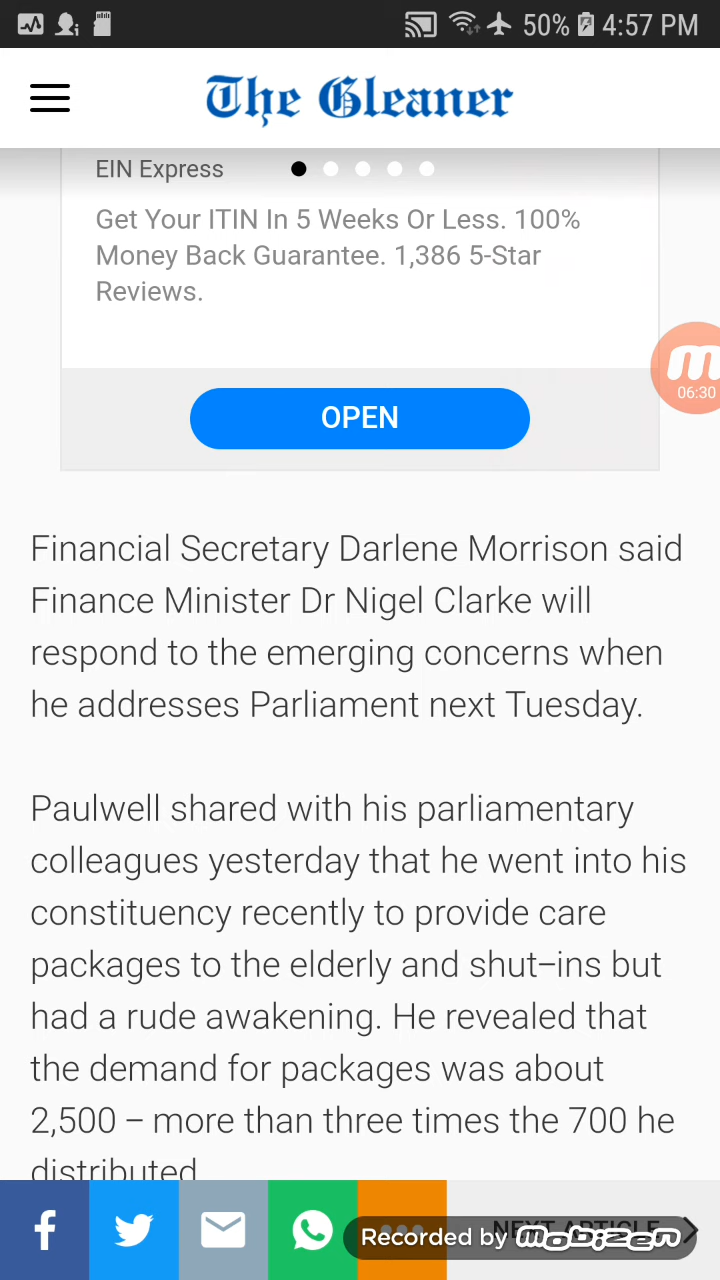 50% 4:57 PM
The Gleaner
EIN Express
Get Your ITIN In 5 Weeks Or Less. 100%
Money Back Guarantee. 1,386 5-Star
Reviews.
06:30
OPEN
Financial Secretary Darlene Morrison said
Finance Minister Dr Nigel Clarke will
respond to the emerging concerns when
he addresses Parliament next Tuesday.
Paulwell shared with his parliamentary
colleagues yesterday that he went into his
constituency recently to provide care
packages to the elderly and shut–ins but
had a rude awakening. He revealed that
the demand for packages was about
2,500 – more than three times the 700 he
distributed
NEXT ARTICLE
Recorded by MOBIZEN